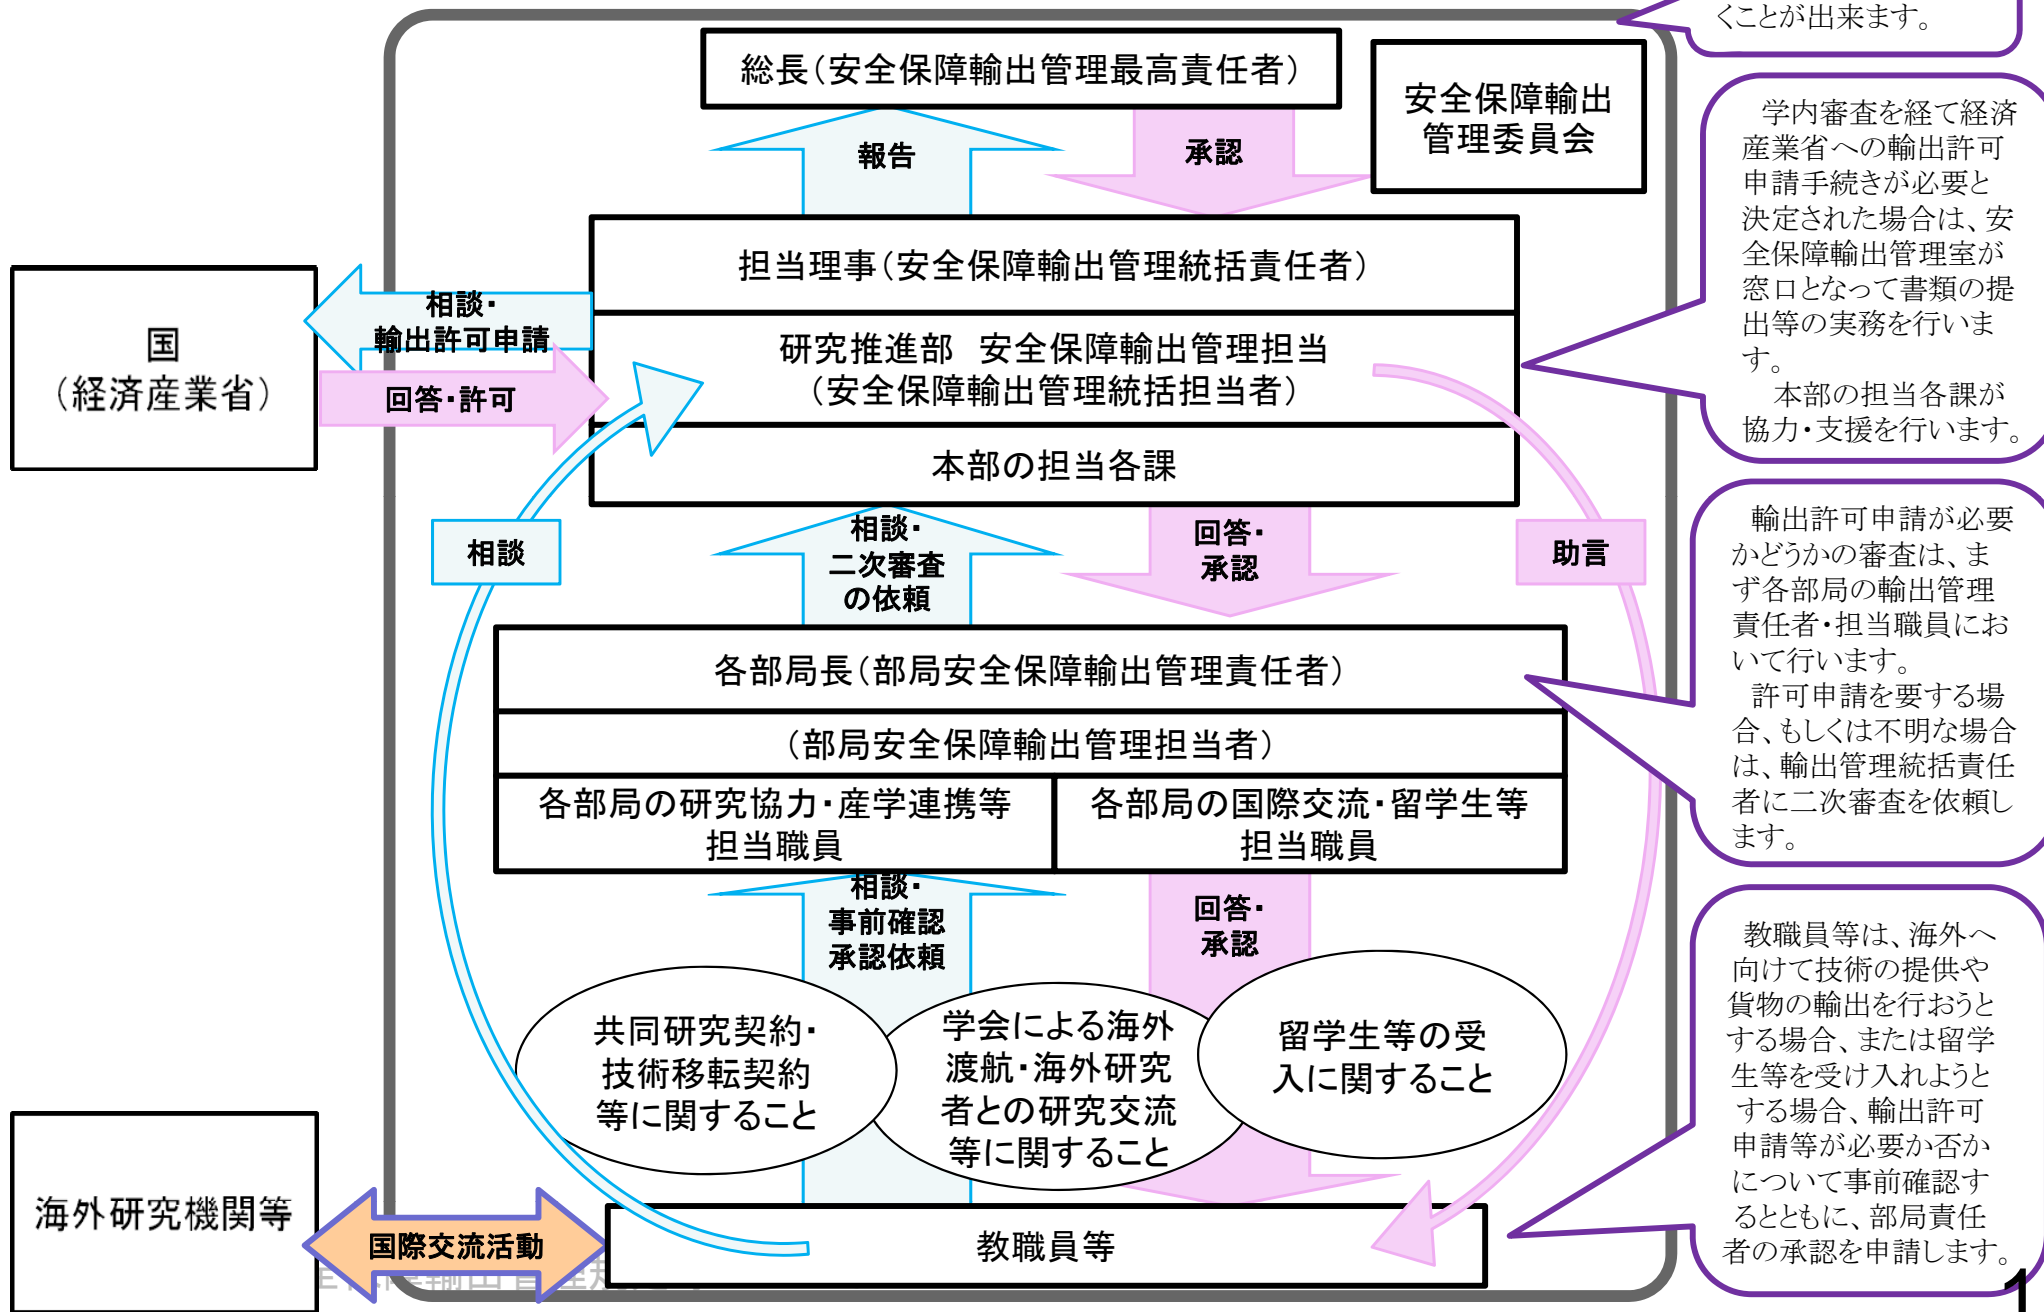 くことが出来ます。
総長（安全保障輸出管理最高責任者）
安全保障輸出
管理委員会
報告
承認
学内審査を経て経済
産業省への輸出許可
申請手続きが必要と
決定された場合は、安
全保障輸出管理室が
窓口となって書類の提
出等の実務を行いま
す。
本部の担当各課が
協力・支援を行います。
担当理事（安全保障輸出管理統括責任者）
研究推進部　安全保障輸出管理担当
（安全保障輸出管理統括担当者）
本部の担当各課
国
（経済産業省）
相談・
輸出許可申請
回答・許可
相談
相談・
二次審査
の依頼
回答・
承認
助言
輸出許可申請が必要
かどうかの審査は、ま
ず各部局の輸出管理
責任者・担当職員にお
いて行います。
許可申請を要する場
合、もしくは不明な場合
は、輸出管理統括責任
者に二次審査を依頼し
ます。
各部局長（部局安全保障輸出管理責任者）
（部局安全保障輸出管理担当者）
各部局の研究協力・産学連携等
担当職員
各部局の国際交流・留学生等
担当職員
相談・
事前確認
承認依頼
回答・
承認
共同研究契約・
技術移転契約
等に関すること
学会による海外
渡航・海外研究
者との研究交流
等に関すること
留学生等の受
入に関すること
教職員等は、海外へ
向けて技術の提供や
貨物の輸出を行おうと
する場合、または留学
生等を受け入れようと
する場合、輸出許可
申請等が必要か否か
について事前確認す
るとともに、部局責任
者の承認を申請します。
海外研究機関等
国際交流活動
教職員等
全保障輸出管理規
1